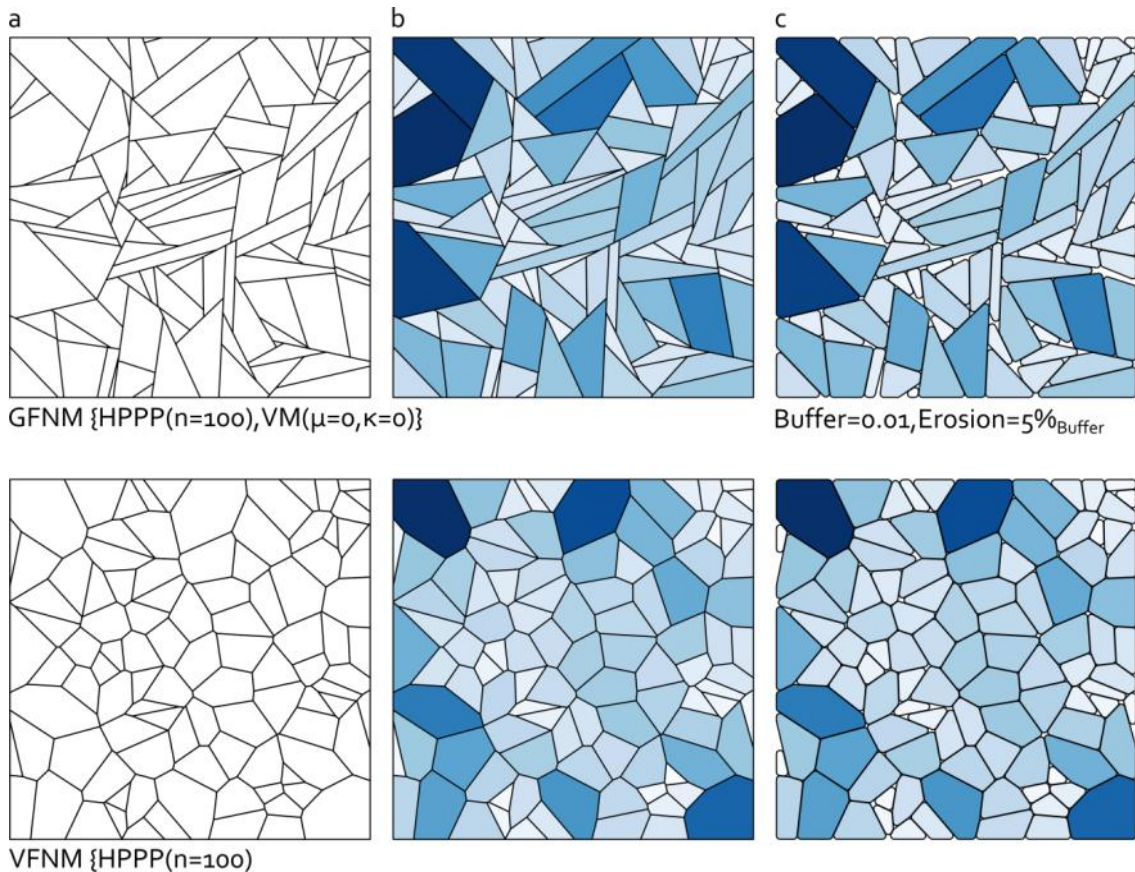 a
b
c
GFNM {HPPP(n=100),VM(μ=0,κ=0)}
Buffer=0.01,Erosion=5%Buffer
VFNM {HPPP(n=100)